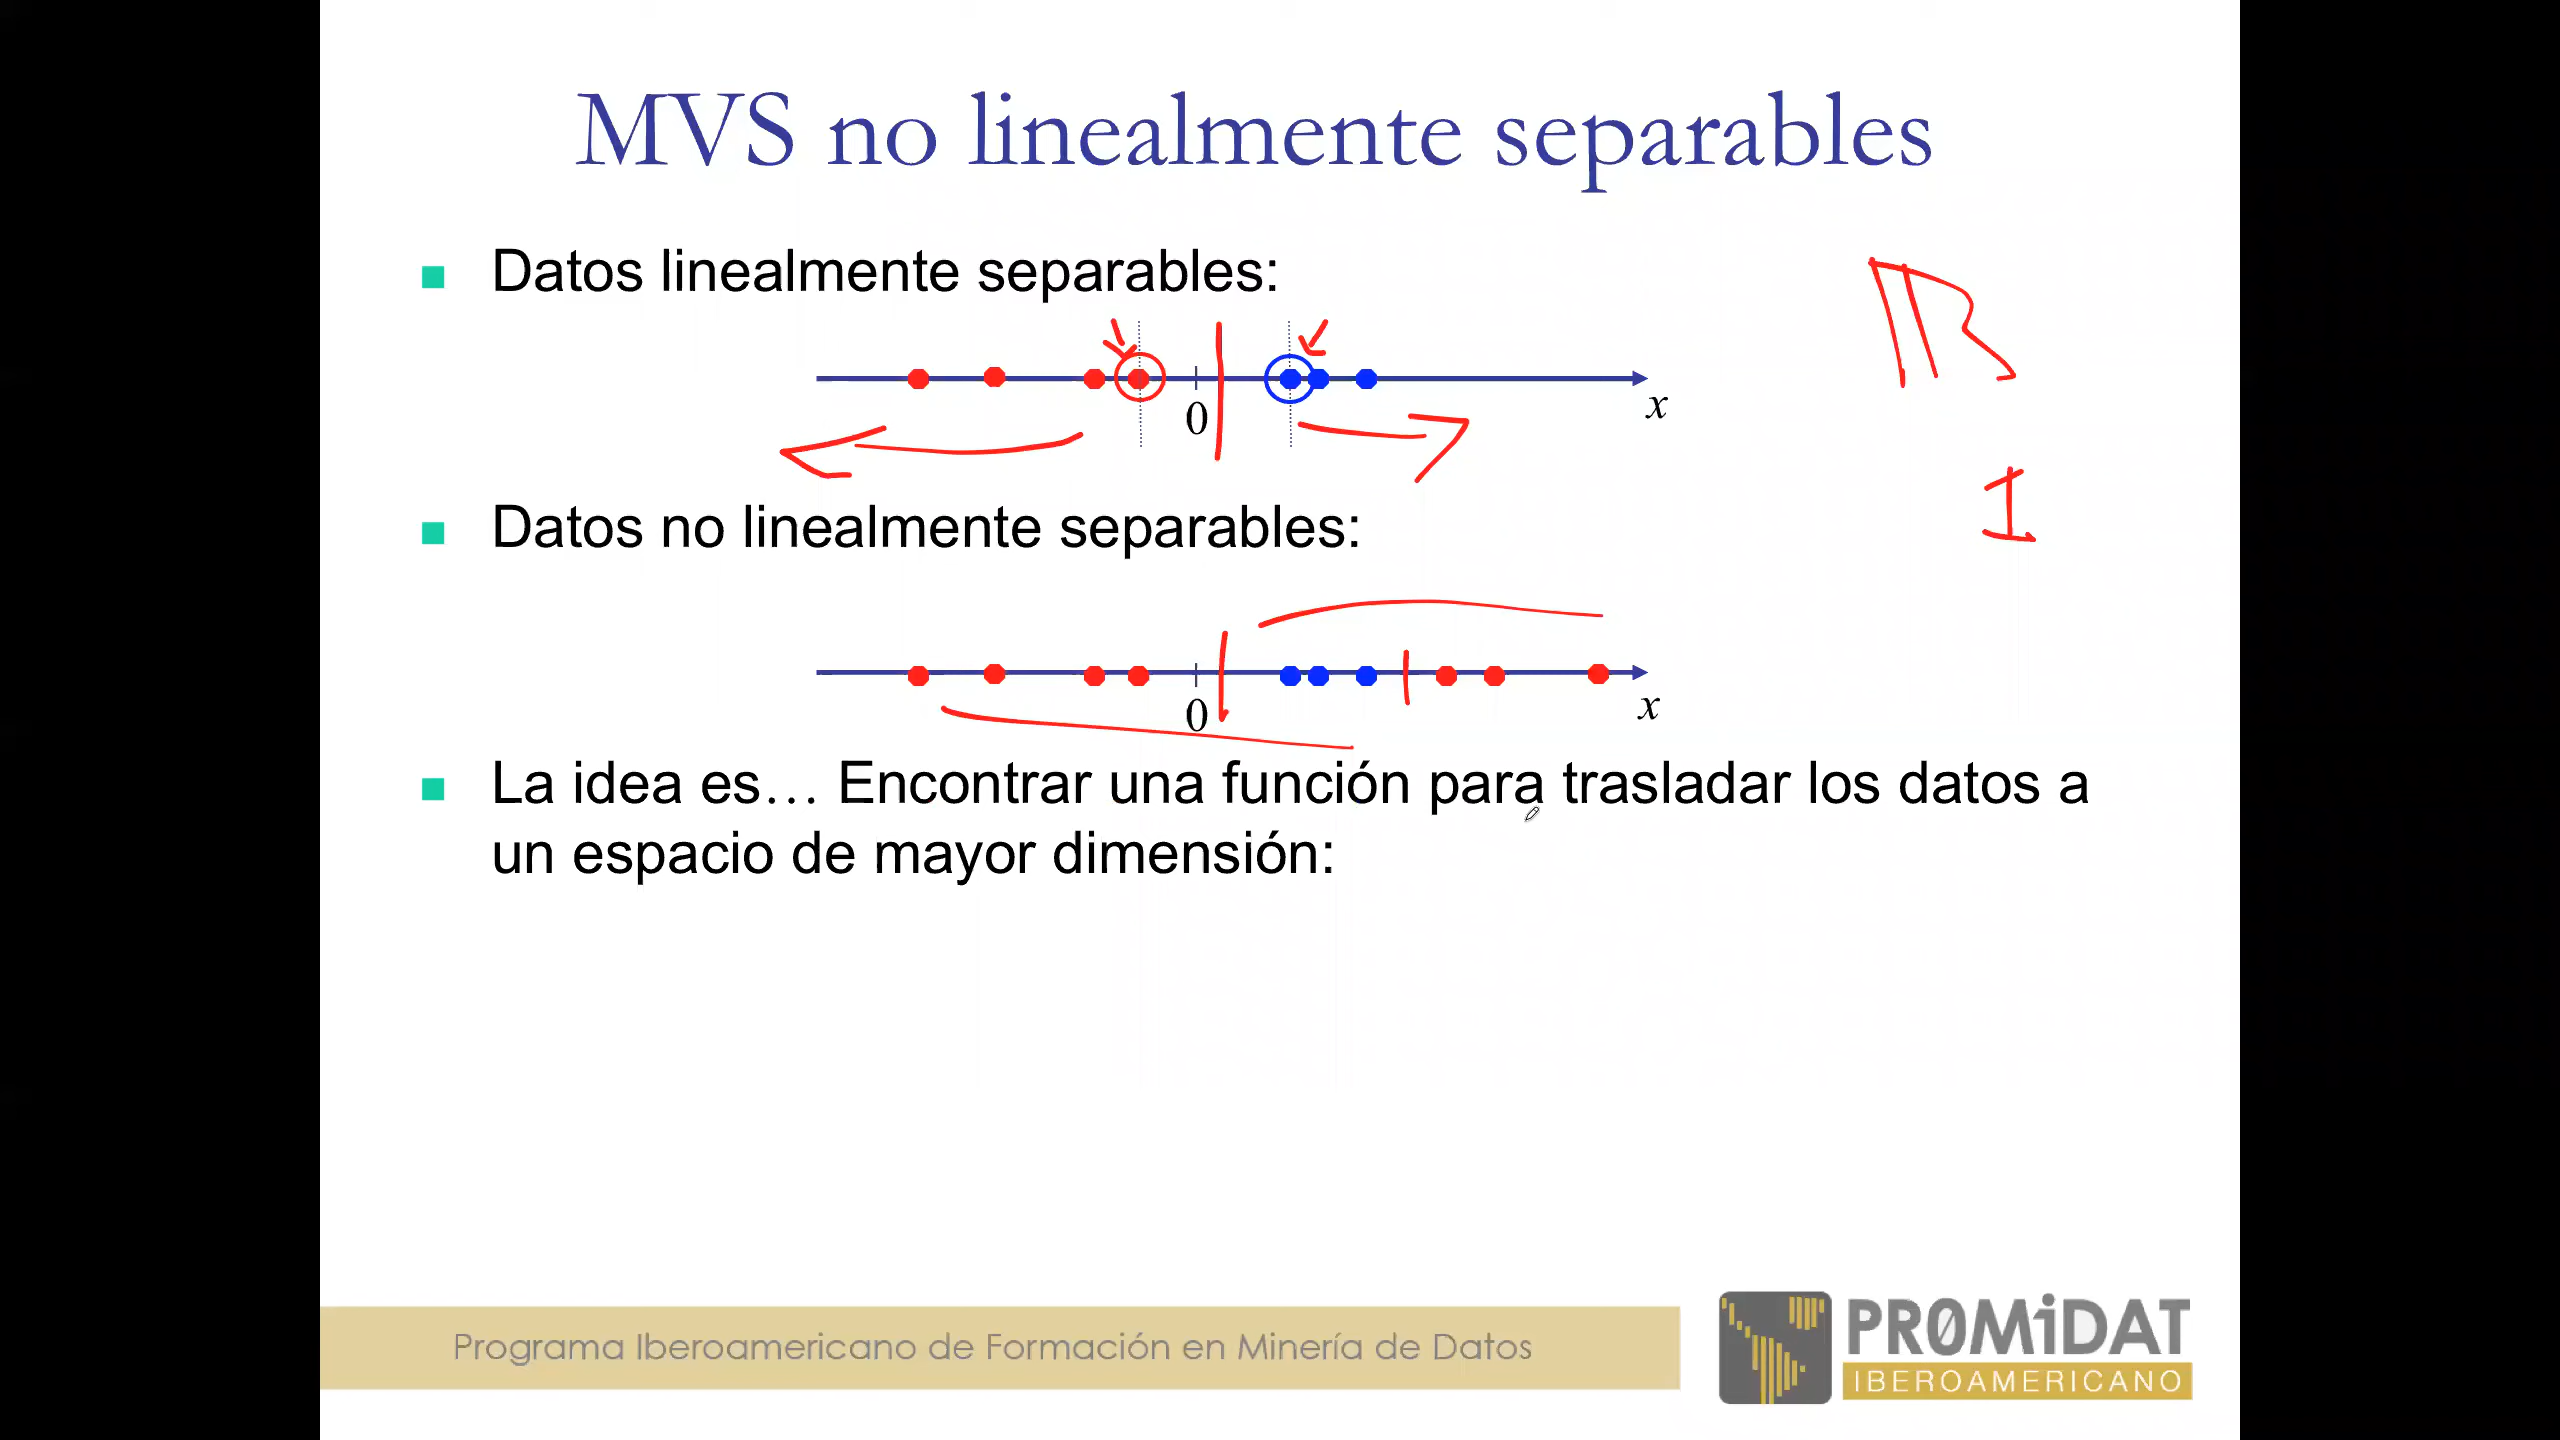 MVS no linealmente separables
Datos linealmente separables:
ℝ
0
x
1
Datos no linealmente separables:
0
x
La idea es… Encontrar una función para trasladar los datos a
un espacio de mayor dimensión:
Programa Iberoamericano de Formación en Minería de Datos
PR0MiDAT
IBEROAMERICANO